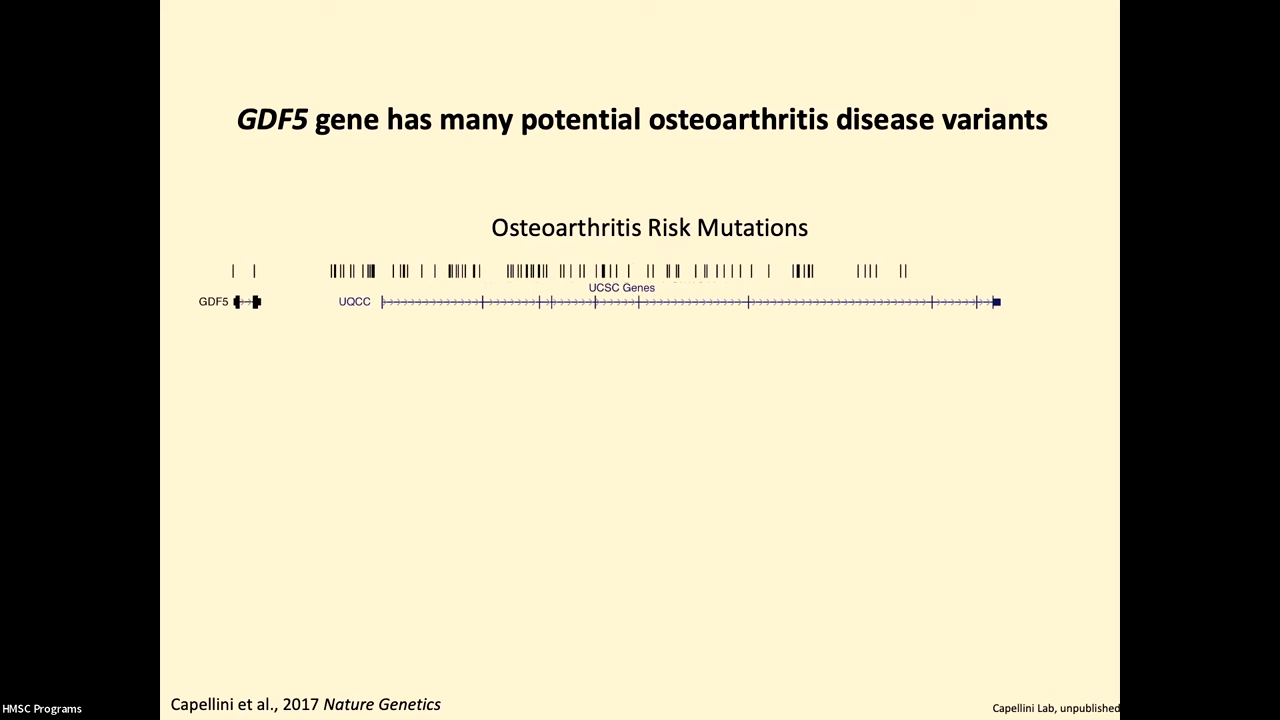 GDF5 gene has many potential osteoarthritis disease variants
Osteoarthritis Risk Mutations
UCSC Genes
GDF5
UQCC
Capellini et al., 2017 Nature Genetics
HMSC Programs
Capellini Lab, unpublished